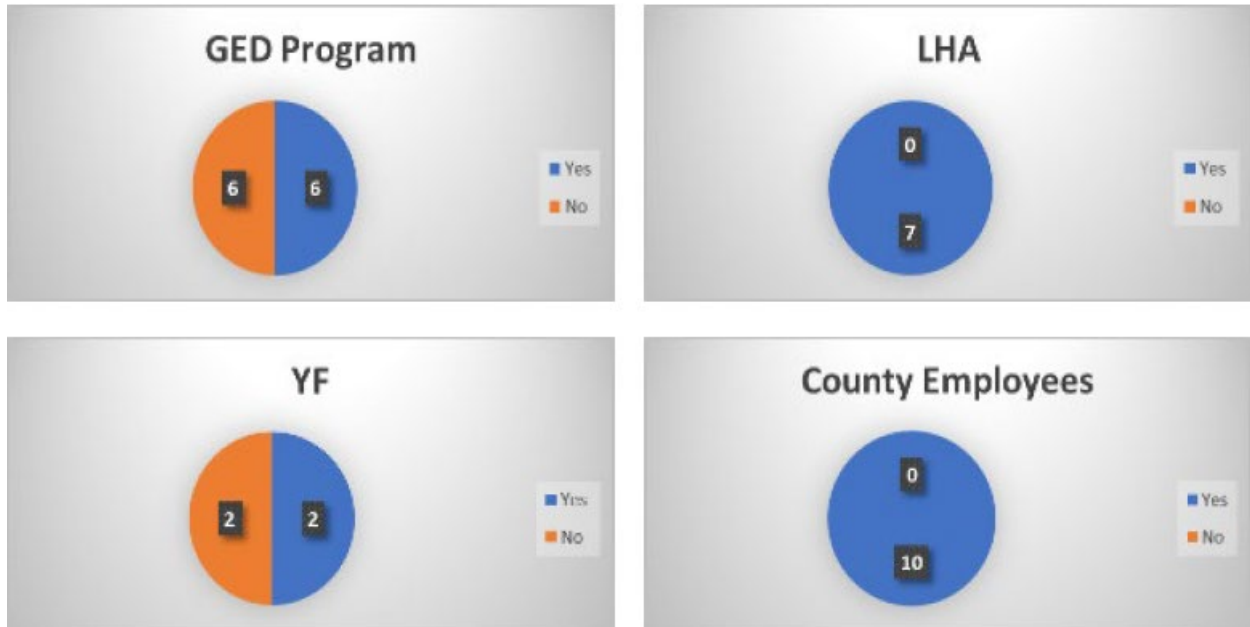 GED Program
6
6
Yes
No
LHA
0
7
Yes
No
YF
2
2
Yes
No
County Employees
0
10
Yes
No